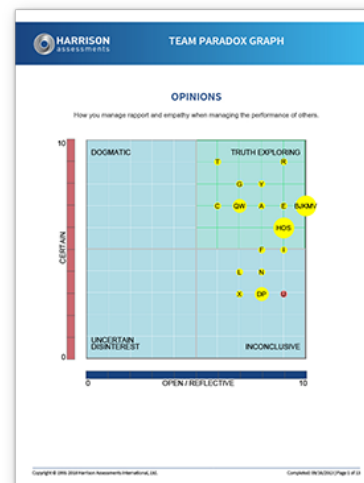 HARRISON
assessments
TEAM PARADOX GRAPH
OPINIONS
How you manage rapport and empathy when managing the performance of others.
10
DOGMATIC
TRUTH EXPLORING
T R
G Y
C QW A E BJKMV
HOS
CERTAIN
F I
L N
X DP
UNCERTAIN
DISINTEREST
INCONCLUSIVE
0
0 OPEN / REFLECTIVE 10